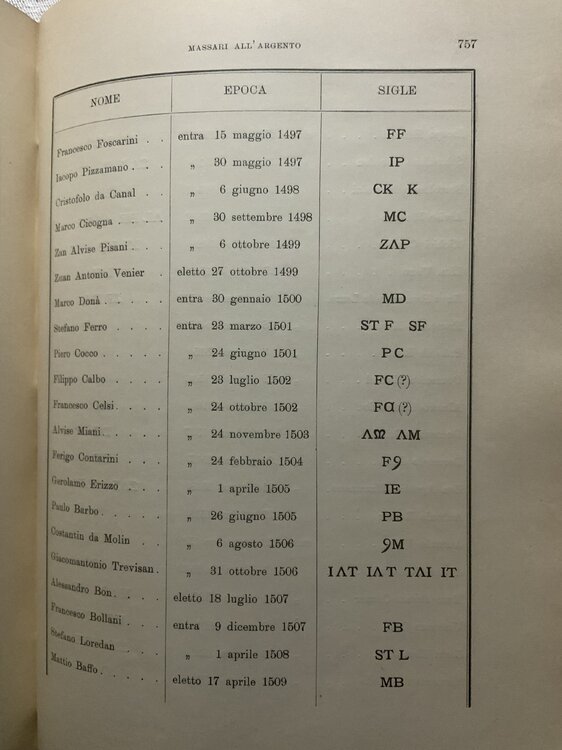 MASSARI ALL'ARGENTO 757
NOME EPOCA SIGLE
Francesco Foscarini . . entra 15 maggio 1497 FF
Iacopo Pizzamano . . . „ 30 maggio 1497 IP
Cristofolo da Canal . „ 6 giugno 1498 CK K
Marco Cicogna . . . . „ 30 settembre 1498 MC
Zan Alvise Pisani . . . „ 6 ottobre 1499 ZΛP
Zuan Antonio Venier . eletto 27 ottobre 1499
Marco Donà . . . . . entra 30 gennaio 1500 MD
Stefano Ferro . . . . entra 23 marzo 1501 ST F SF
Piero Cocco . . . . . „ 24 giugno 1501 P C
Filippo Calbo . . . . „ 23 luglio 1502 FC (?)
Francesco Celsi . . . . „ 24 ottobre 1502 FC (?)
Alvise Miani . . . . . „ 24 novembre 1503 ΛM ΛM
Ferigo Contarini . . . „ 24 febbraio 1504 F9
Gerolamo Erizzo . . . „ 1 aprile 1505 IE
Paulo Barbo . . . . . „ 26 giugno 1505 PB
Costantin da Molin . . „ 6 agosto 1506 9M
Giacomantonio Trevisan . „ 31 ottobre 1506 IΛT IΛ T TΛI IT
Alessandro Bon . . . . eletto 18 luglio 1507
Francesco Bollani . . . entra 9 dicembre 1507 FB
Stefano Loredan . . . „ 1 aprile 1508 ST L
Mattio Baffo . . . . . eletto 17 aprile 1509 MB